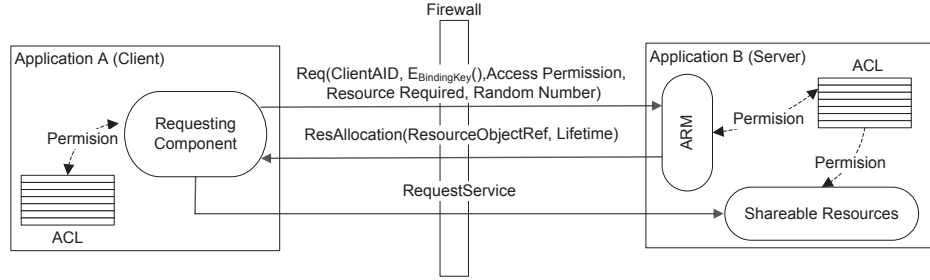 Firewall
Application A (Client)
Application B (Server)
ACL
Req(ClientAID, EBindingKey(),Access Permission,
Resource Required, Random Number)
Permision
Requesting
Component
ARM
Permision
ResAllocation(ResourceObjectRef, Lifetime)
Permision
RequestService
ACL
Shareable Resources